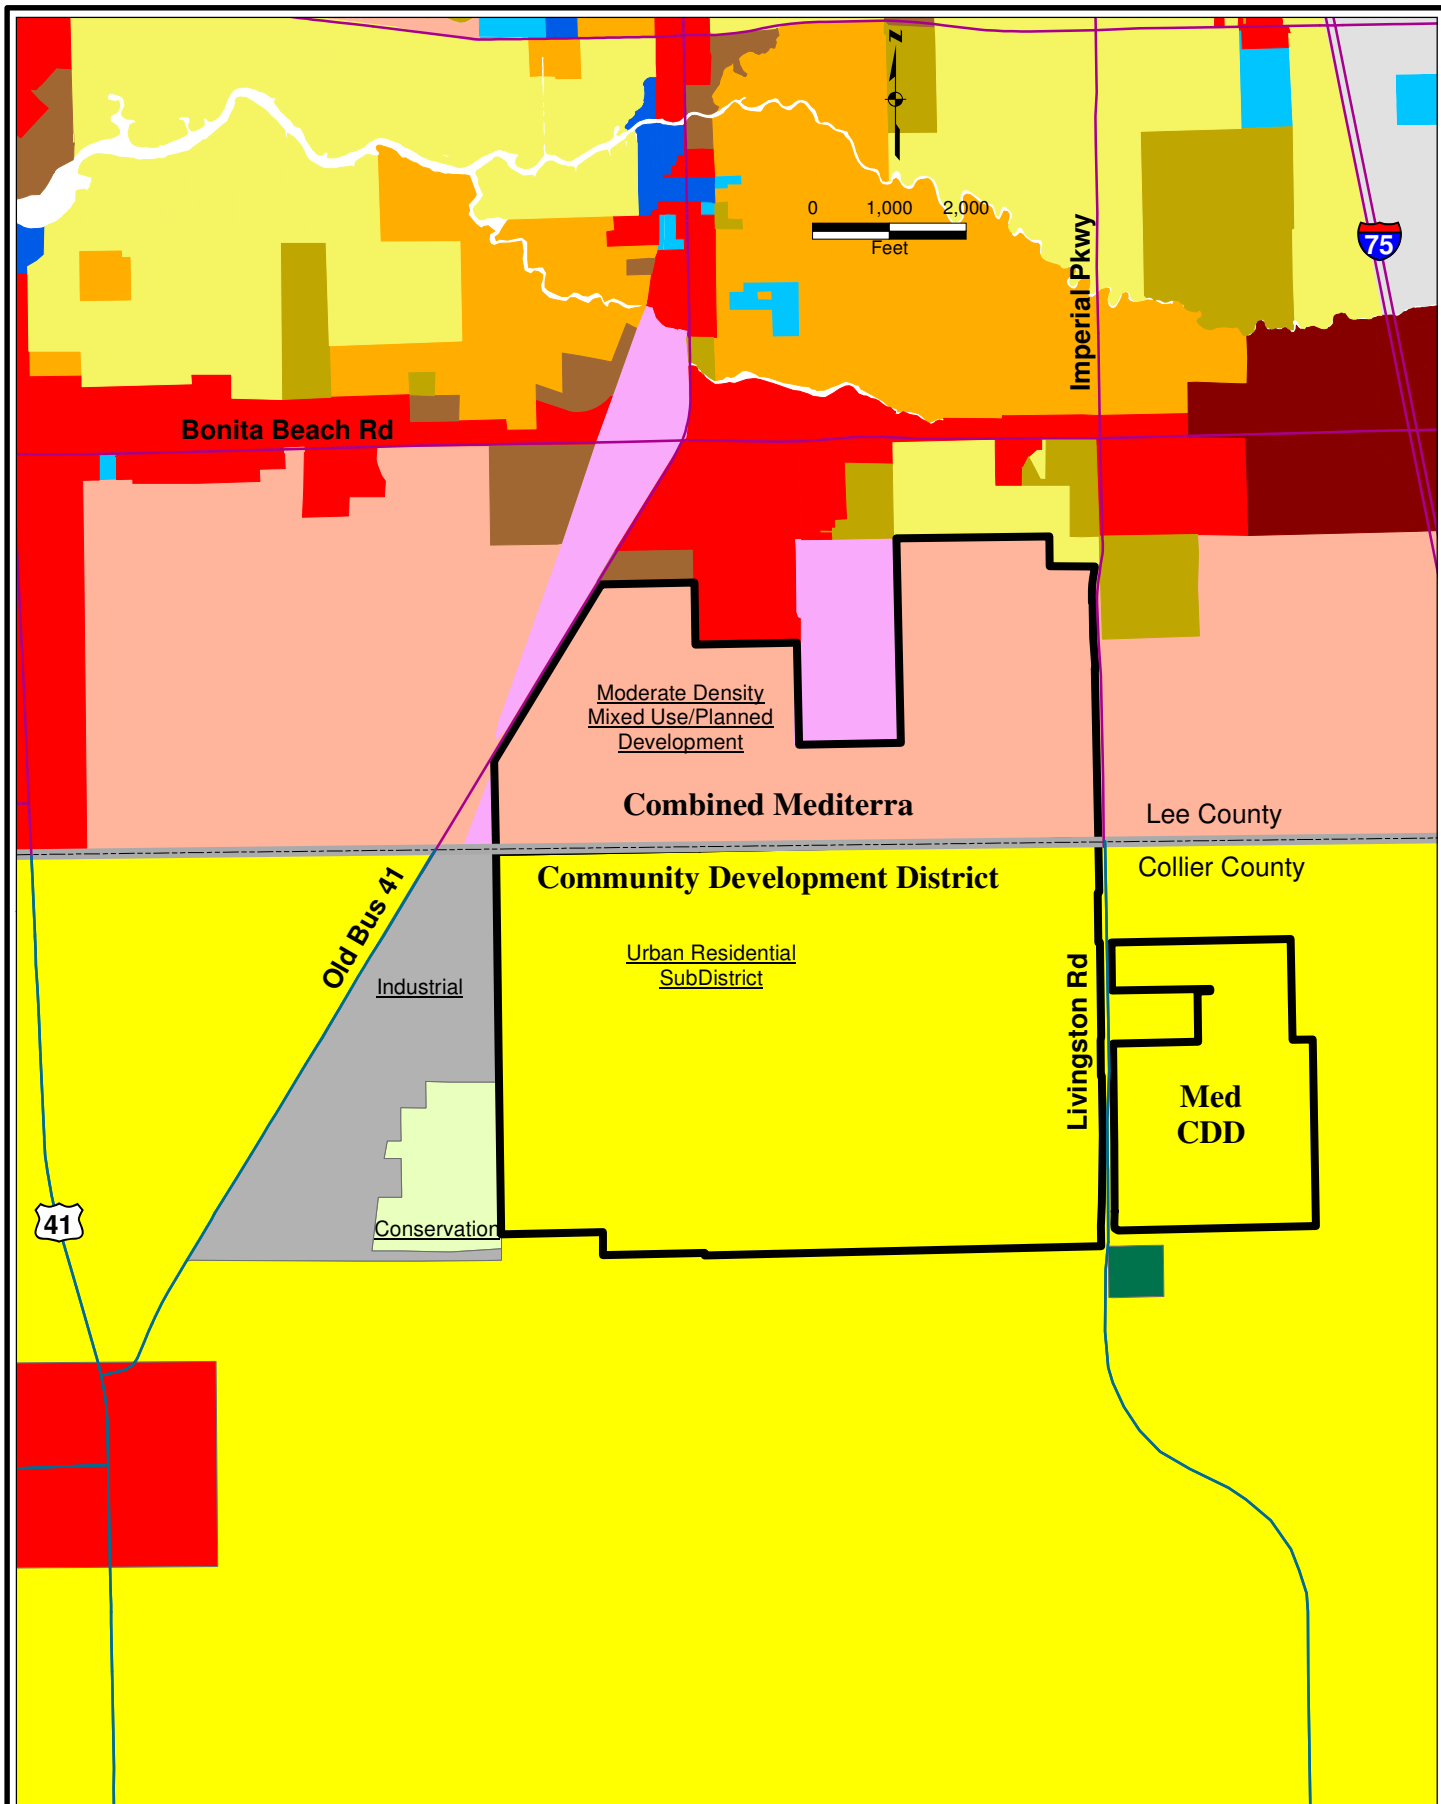 N
0 1,000 2,000
Feet
Imperial Pkwy
75
Bonita Beach Rd
Moderate Density
Mixed Use/Planned
Development
Combined Mediterra
Lee County
Collier County
Community Development District
Old Bus 41
Urban Residential
SubDistrict
Industrial
Livingston Rd
Med
CDD
41
Conservation